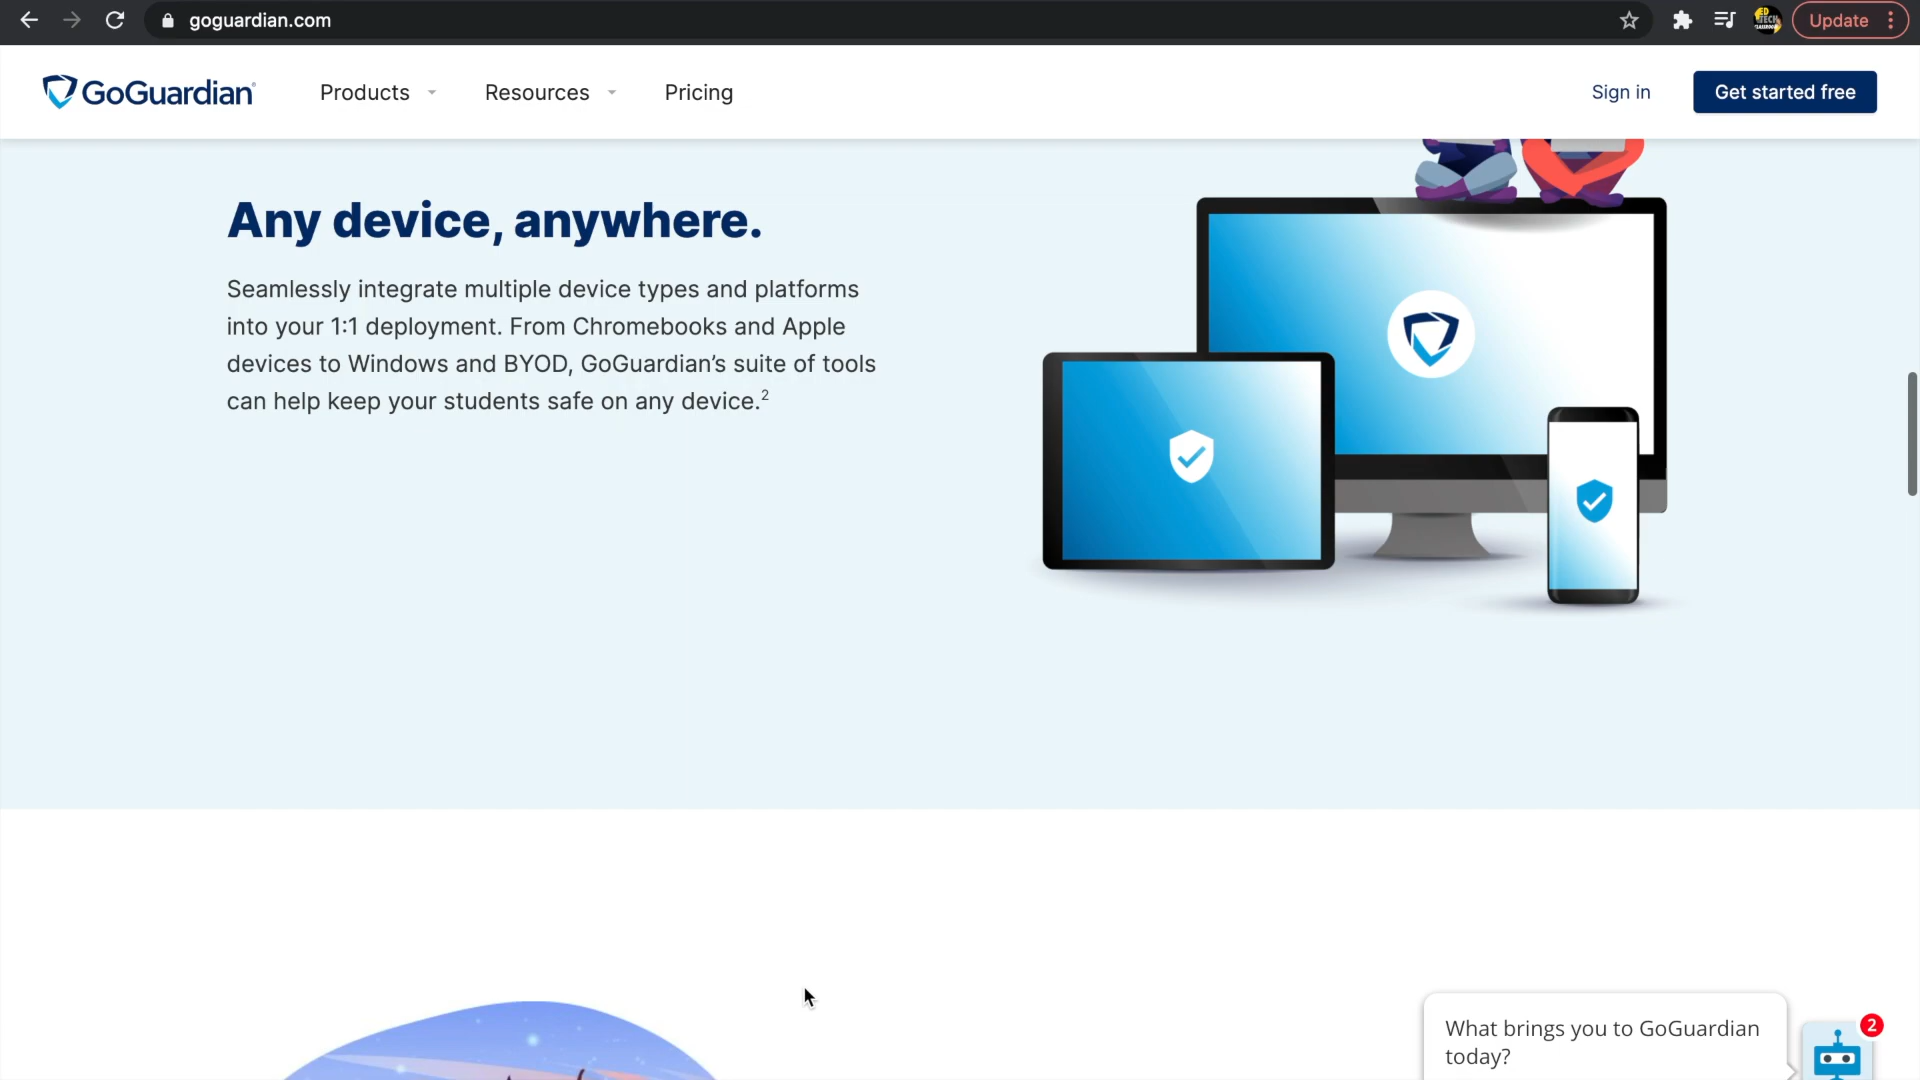 goguardian.com
Update
GoGuardian
Products
Resources
Pricing
Sign in
Get started free
Any device, anywhere.
Seamlessly integrate multiple device types and platforms
into your 1:1 deployment. From Chromebooks and Apple
devices to Windows and BYOD, GoGuardian’s suite of tools
can help keep your students safe on any device.2
What brings you to GoGuardian
today?
2